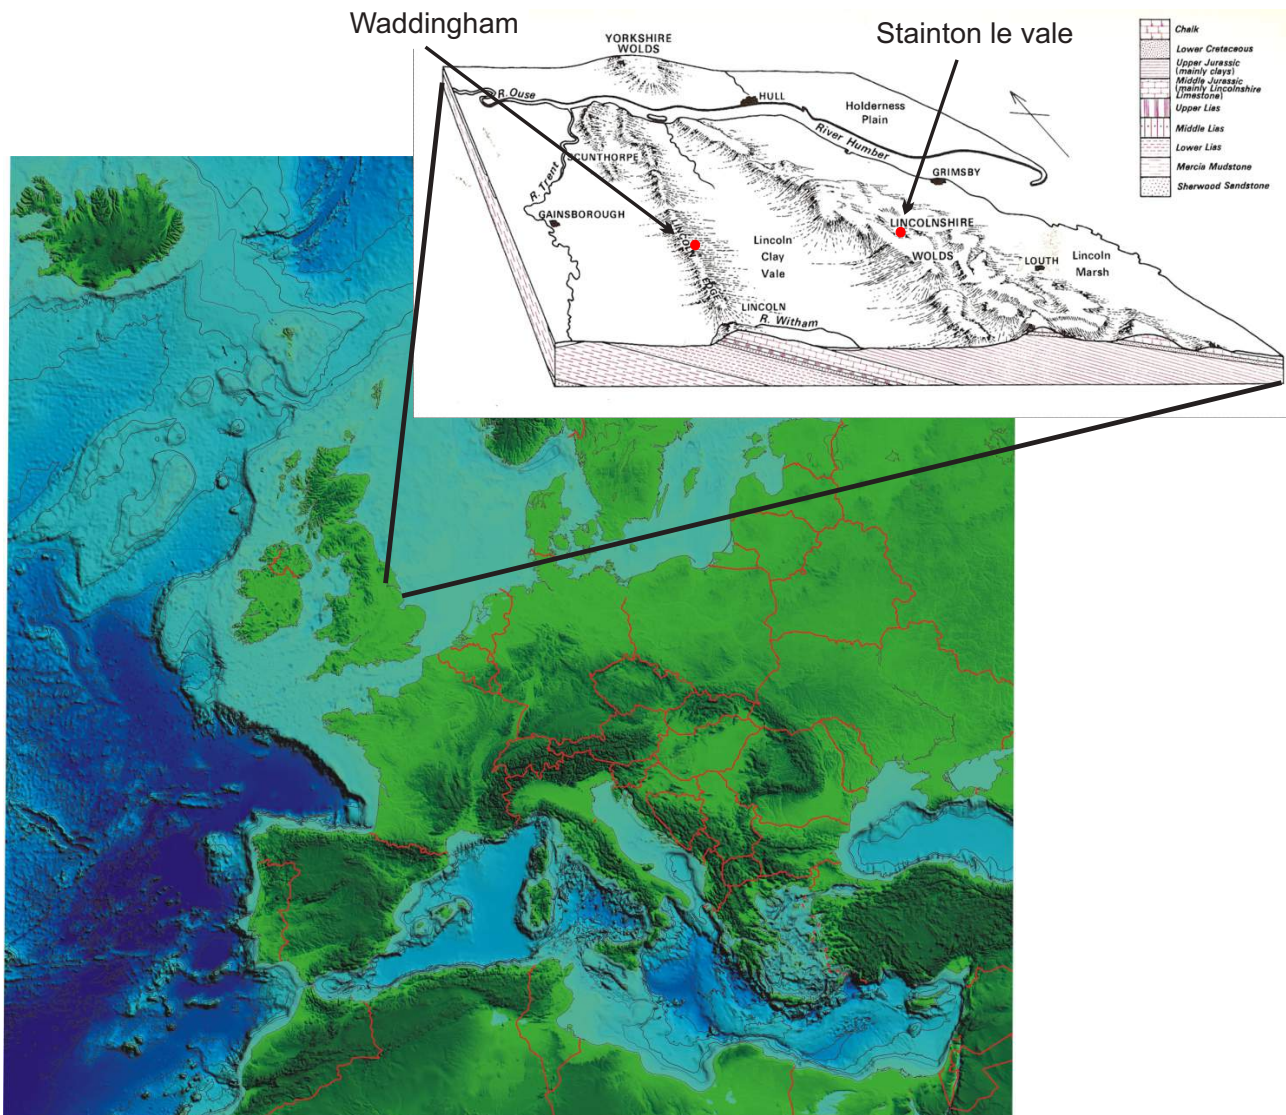 Waddingham
Stainton le vale
YORKSHIRE
WOLDS
R. Ouse
HULL
Holderness
Plain
River Humber
SCUNTHORPE
R. Trent
GRIMSBY
GAINSBOROUGH
LINCOLNSHIRE
WOLDS
LINCOLN
EDGE
Lincoln
Clay
Vale
LOUTH
Lincoln
Marsh
LINCOLN
R. Witham
Chalk
Lower Cretaceous
Upper Jurassic
(mainly clays)
Middle Jurassic
(mainly Lincolnshire
Limestone)
Upper Lias
Middle Lias
Lower Lias
Mercia Mudstone
Sherwood Sandstone